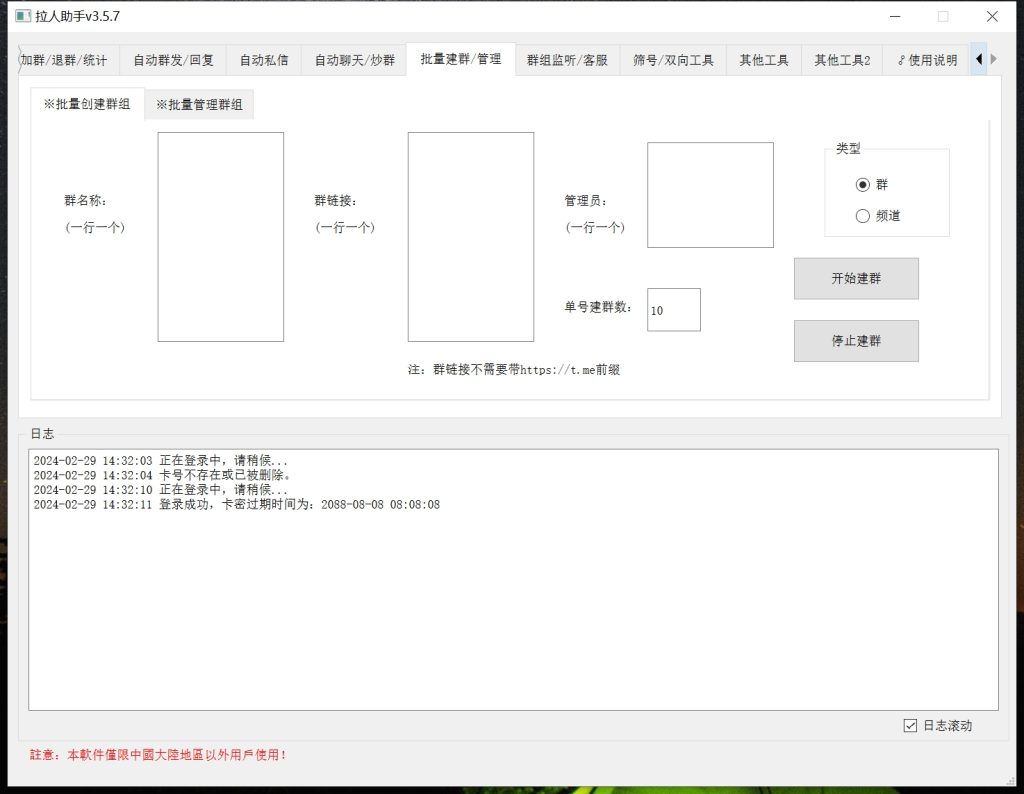 拉人助手v3.5.7
加群/退群/统计 自动群发/回复 自动私信 自动聊天/炒群 批量建群/管理 群组监听/客服 筛号/双向工具 其他工具 其他工具2 使用说明
※批量创建群组 ※批量管理群组
类型
群名称: 群链接: 管理员:
(一行一个) (一行一个) (一行一个)
群
频道
开始建群
单号建群数: 10
停止建群
注: 群链接不需要带https://t.me前缀
日志
2024-02-29 14:32:03 正在登录中, 请稍候...
2024-02-29 14:32:04 卡号不存在或已被删除。
2024-02-29 14:32:10 正在登录中, 请稍候...
2024-02-29 14:32:11 登录成功, 卡密过期时间为: 2088-08-08 08:08:08
日志滚动
註意: 本軟件僅限中國大陸地區以外用戶使用!